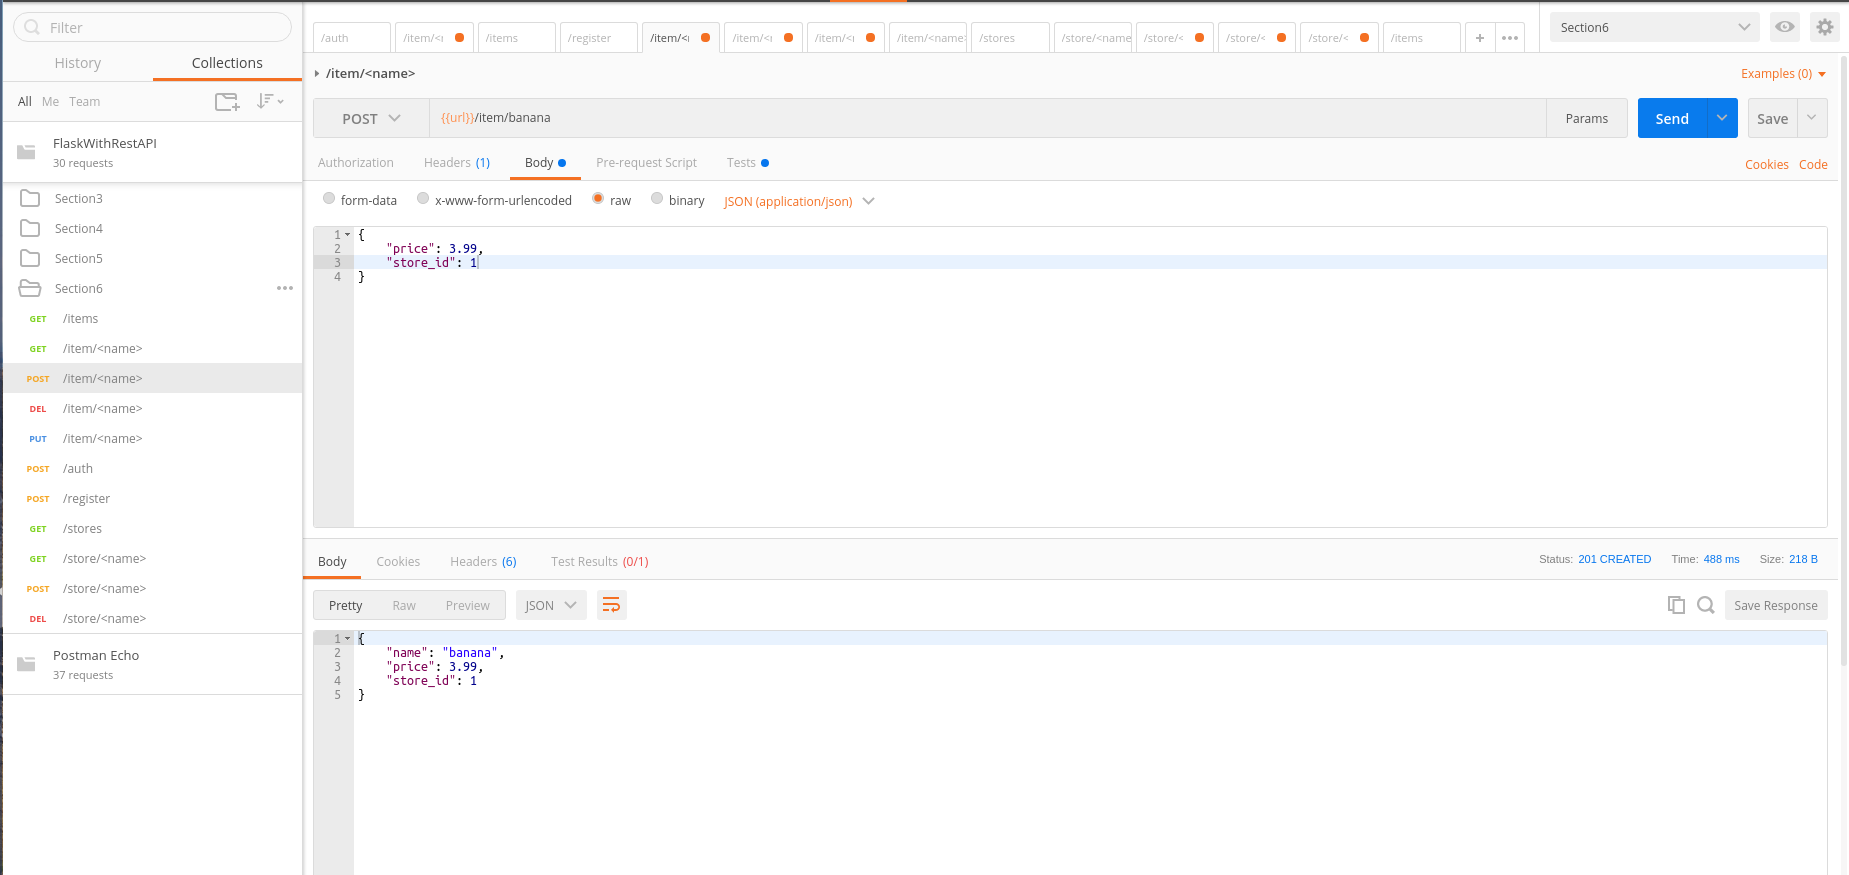 Filter
History Collections
All Me Team
FlaskWithRestAPI
30 requests
Section3
Section4
Section5
Section6
GET /items
GET /item/<name>
POST /item/<name>
DEL /item/<name>
PUT /item/<name>
POST /auth
POST /register
GET /stores
GET /store/<name>
POST /store/<name>
DEL /store/<name>
Postman Echo
37 requests
/auth /item/<r /items /register /item/<r /item/<r /item/<r /item/<name> /stores /store/<name /store/< /store/< /store/< /items + Section6
/item/<name> Examples (0)
POST {{url}}/item/banana Params Send Save
Authorization Headers (1) Body Pre-request Script Tests Cookies Code
form-data x-www-form-urlencoded raw binary JSON (application/json)
1 {
2 "price": 3.99,
3 "store_id": 1
4 }
Body Cookies Headers (6) Test Results (0/1) Status: 201 CREATED Time: 488 ms Size: 218 B
Pretty Raw Preview JSON Save Response
1 {
2 "name": "banana",
3 "price": 3.99,
4 "store_id": 1
5 }